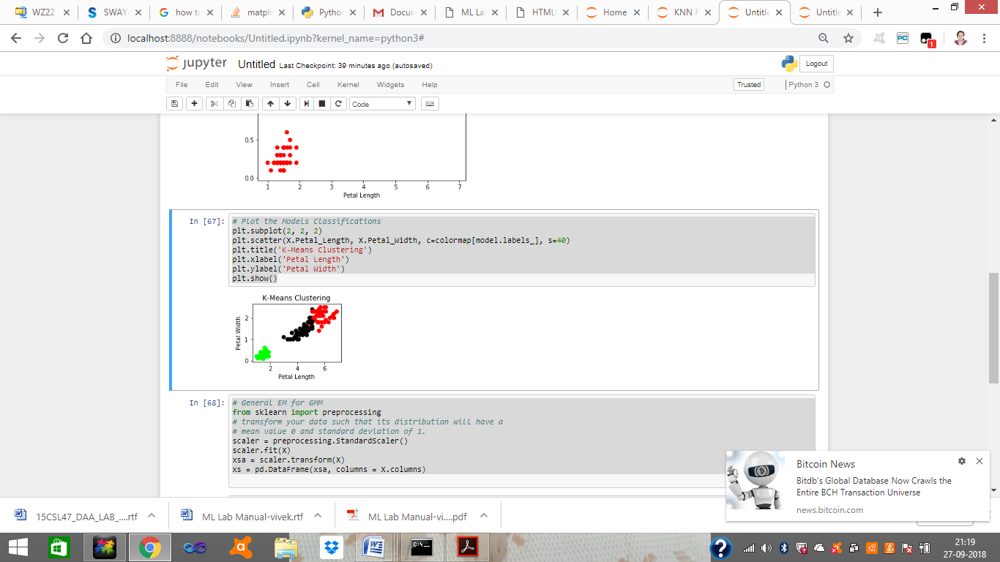 WZ22
SWAY
how to
matpl
Pytho
Docun
ML La
HTML
Home
KNN F
Untitle
Untitle
localhost:8888/notebooks/Untitled.ipynb?kernel_name=python3#
PC
1
jupyter Untitled Last Checkpoint: 39 minutes ago (autosaved)
Logout
File Edit View Insert Cell Kernel Widgets Help
Trusted
Python 3
Code
0.5
0.0
1 2 3 4 5 6 7
Petal Length
In [67]:
# Plot the Models Classifications
plt.subplot(2, 2, 2)
plt.scatter(X.Petal_Length, X.Petal_Width, c=colormap[model.labels_], s=40)
plt.title('K-Means Clustering')
plt.xlabel('Petal Length')
plt.ylabel('Petal Width')
plt.show()
K-Means Clustering
Petal Width
2
1
0
2 4 6
Petal Length
In [68]:
# General EM for GMM
from sklearn import preprocessing
# transform your data such that its distribution will have a
# mean value 0 and standard deviation of 1.
scaler = preprocessing.StandardScaler()
scaler.fit(X)
xsa = scaler.transform(X)
xs = pd.DataFrame(xsa, columns = X.columns)
Bitcoin News
Bitdb's Global Database Now Crawls the
Entire BCH Transaction Universe
news.bitcoin.com
15CSL47_DAA_LAB_....rtf
ML Lab Manual-vivek.rtf
ML Lab Manual-vi....pdf
21:19
27-09-2018